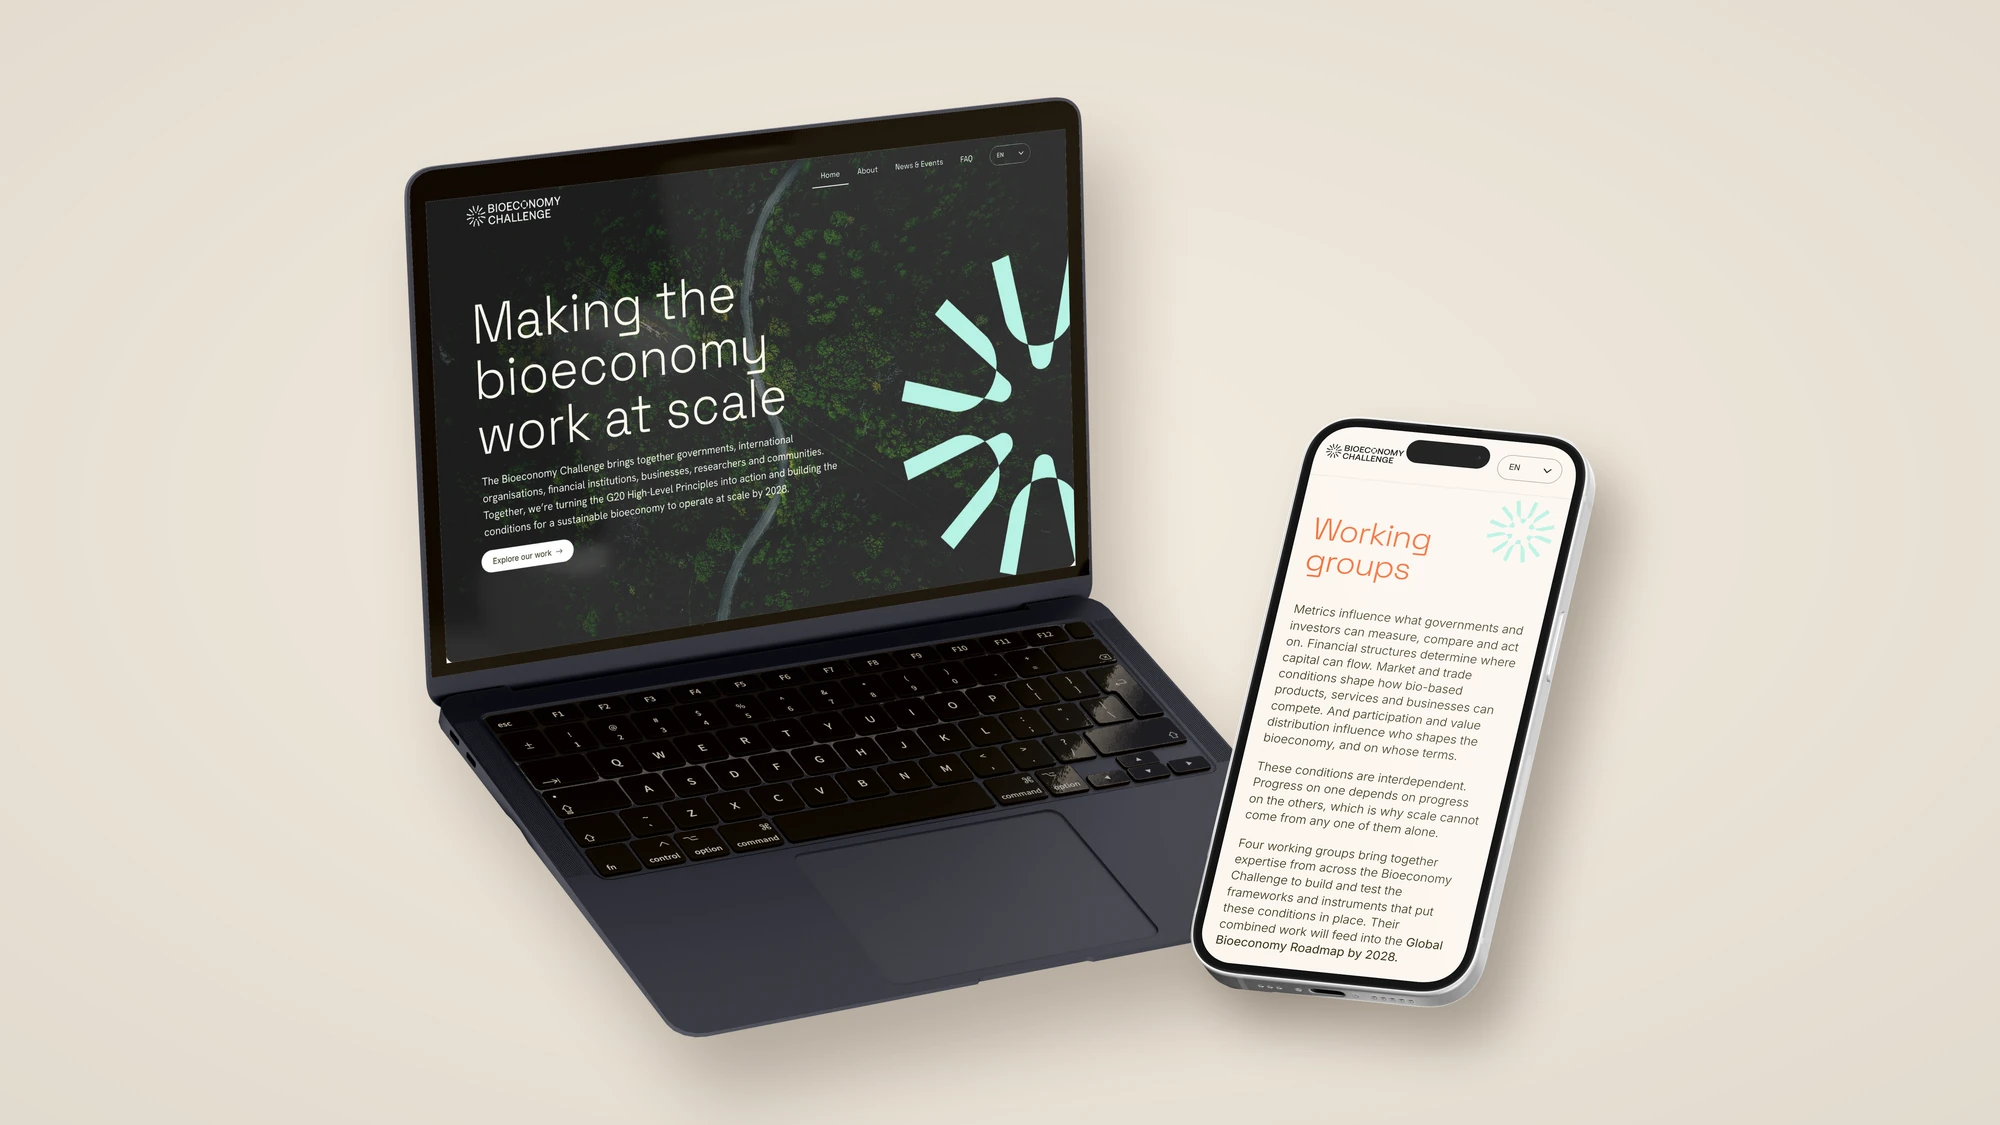 BIOECONOMY
CHALLENGE
Home
About
News & Events
FAQ
EN
Making the
bioeconomy
work at scale
The Bioeconomy Challenge brings together governments, international
organisations, financial institutions, businesses, researchers and communities.
Together, we're turning the G20 High-Level Principles into action and building the
conditions for a sustainable bioeconomy to operate at scale by 2028.
Explore our work →
esc F1 F2 F3 F4 F5 F6 F7 F8 F9 F10 F11 F12
Q W E R T Y U I O P
A S D F G H J K L
Z X C V B N M
fn control option command command option
BIOECONOMY
CHALLENGE
EN
Working
groups
Metrics influence what governments and
investors can measure, compare and act
on. Financial structures determine where
capital can flow. Market and trade
conditions shape how bio-based
products, services and businesses can
compete. And participation and value
distribution influence who shapes the
bioeconomy, and on whose terms.
These conditions are interdependent.
Progress on one depends on progress
on the others, which is why scale cannot
come from any one of them alone.
Four working groups bring together
expertise from across the Bioeconomy
Challenge to build and test the
frameworks and instruments that put
these conditions in place. Their
combined work will feed into the Global
Bioeconomy Roadmap by 2028.